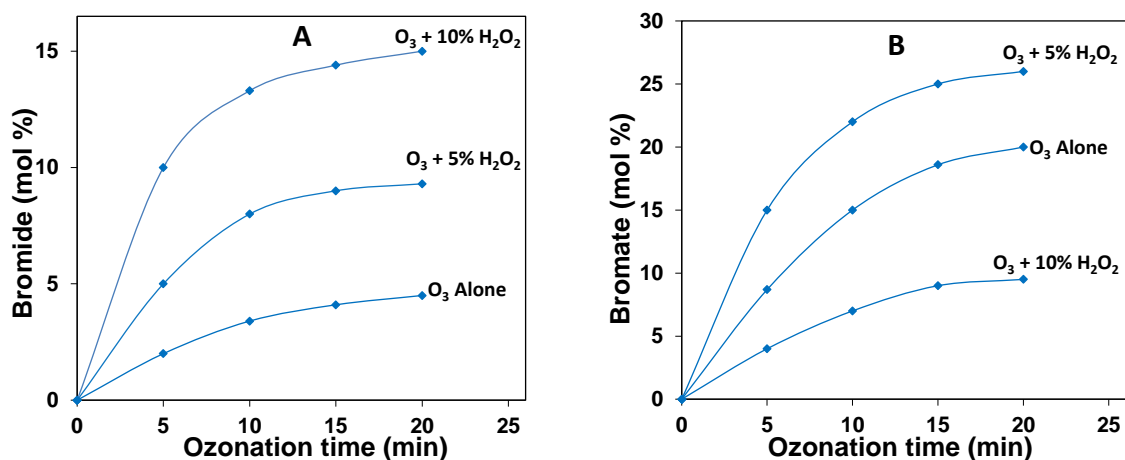 A
O₃ + 10% H₂O₂
15
O₃ + 5% H₂O₂
10
5
O₃ Alone
0
0 5 10 15 20 25
Bromide (mol %)
Ozonation time (min)
B
30
O₃ + 5% H₂O₂
25
O₃ Alone
20
15
O₃ + 10% H₂O₂
10
5
0
0 5 10 15 20 25
Bromate (mol %)
Ozonation time (min)